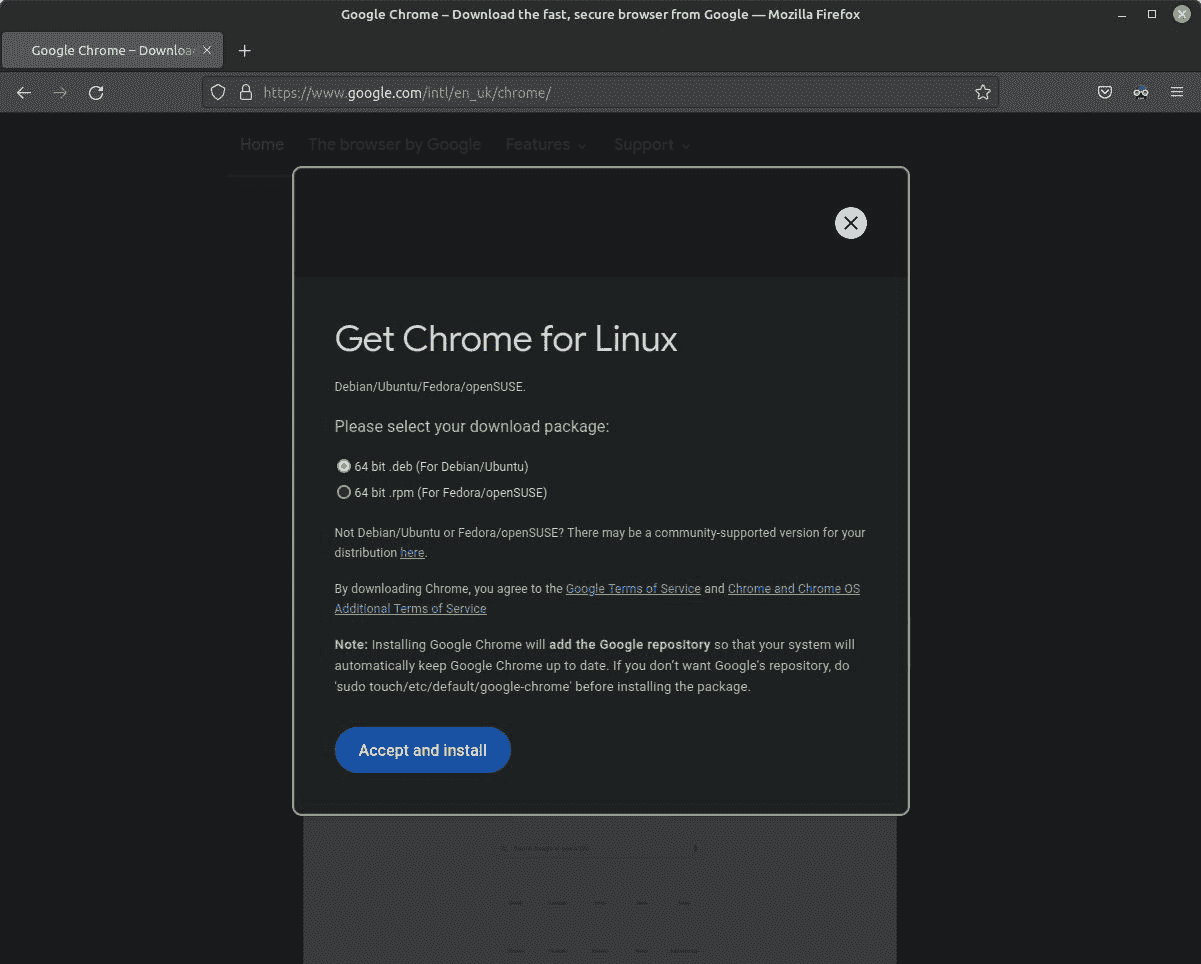 Google Chrome – Download the fast, secure browser from Google — Mozilla Firefox
Google Chrome – Downloa
https://www.google.com/intl/en_uk/chrome/
Home The browser by Google Features Support
Get Chrome for Linux
Debian/Ubuntu/Fedora/openSUSE.
Please select your download package:
64 bit .deb (For Debian/Ubuntu)
64 bit .rpm (For Fedora/openSUSE)
Not Debian/Ubuntu or Fedora/openSUSE? There may be a community-supported version for your
distribution here.
By downloading Chrome, you agree to the Google Terms of Service and Chrome and Chrome OS
Additional Terms of Service
Note: Installing Google Chrome will add the Google repository so that your system will
automatically keep Google Chrome up to date. If you don't want Google's repository, do
'sudo touch/etc/default/google-chrome' before installing the package.
Accept and install